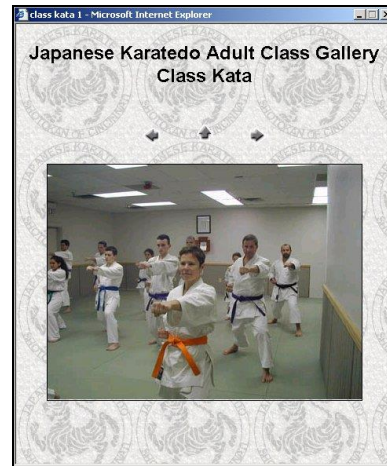 class kata 1 - Microsoft Internet Explorer
Japanese Karatedo Adult Class Gallery
Class Kata